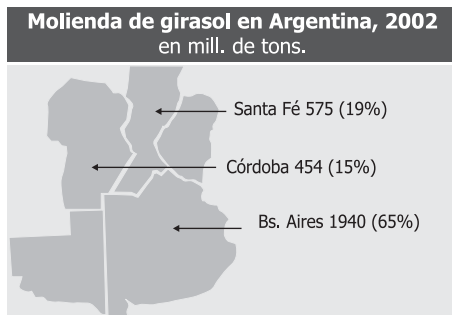 Molienda de girasol en Argentina, 2002
en mill. de tons.
Santa Fé 575 (19%)
Córdoba 454 (15%)
Bs. Aires 1940 (65%)